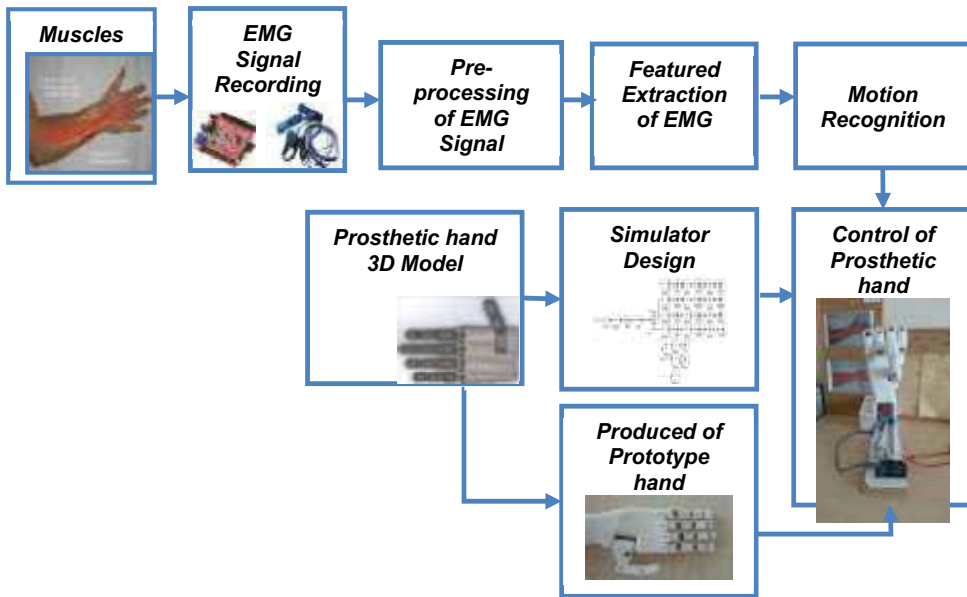 Muscles
EMG
Signal
Recording
Pre-
processing
of EMG
Signal
Featured
Extraction
of EMG
Motion
Recognition
Prosthetic hand
3D Model
Simulator
Design
Control of
Prosthetic
hand
Produced of
Prototype
hand